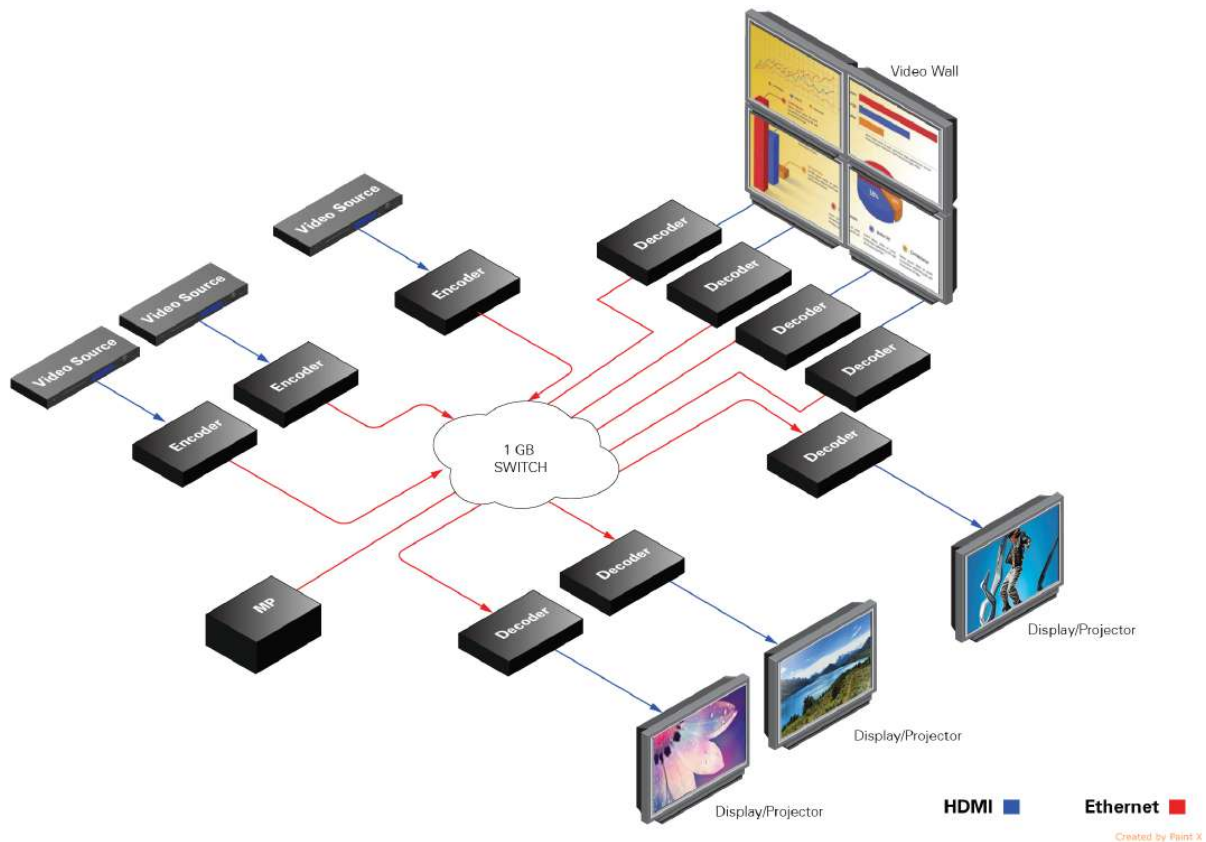 Video Wall
Video Source
Decoder
Encoder
Decoder
Video Source
Decoder
Video Source
Encoder
Decoder
Encoder
Decoder
1 GB
SWITCH
Decoder
MP
Decoder
Display/Projector
Display/Projector
Display/Projector
HDMI
Ethernet
Created by Paint X